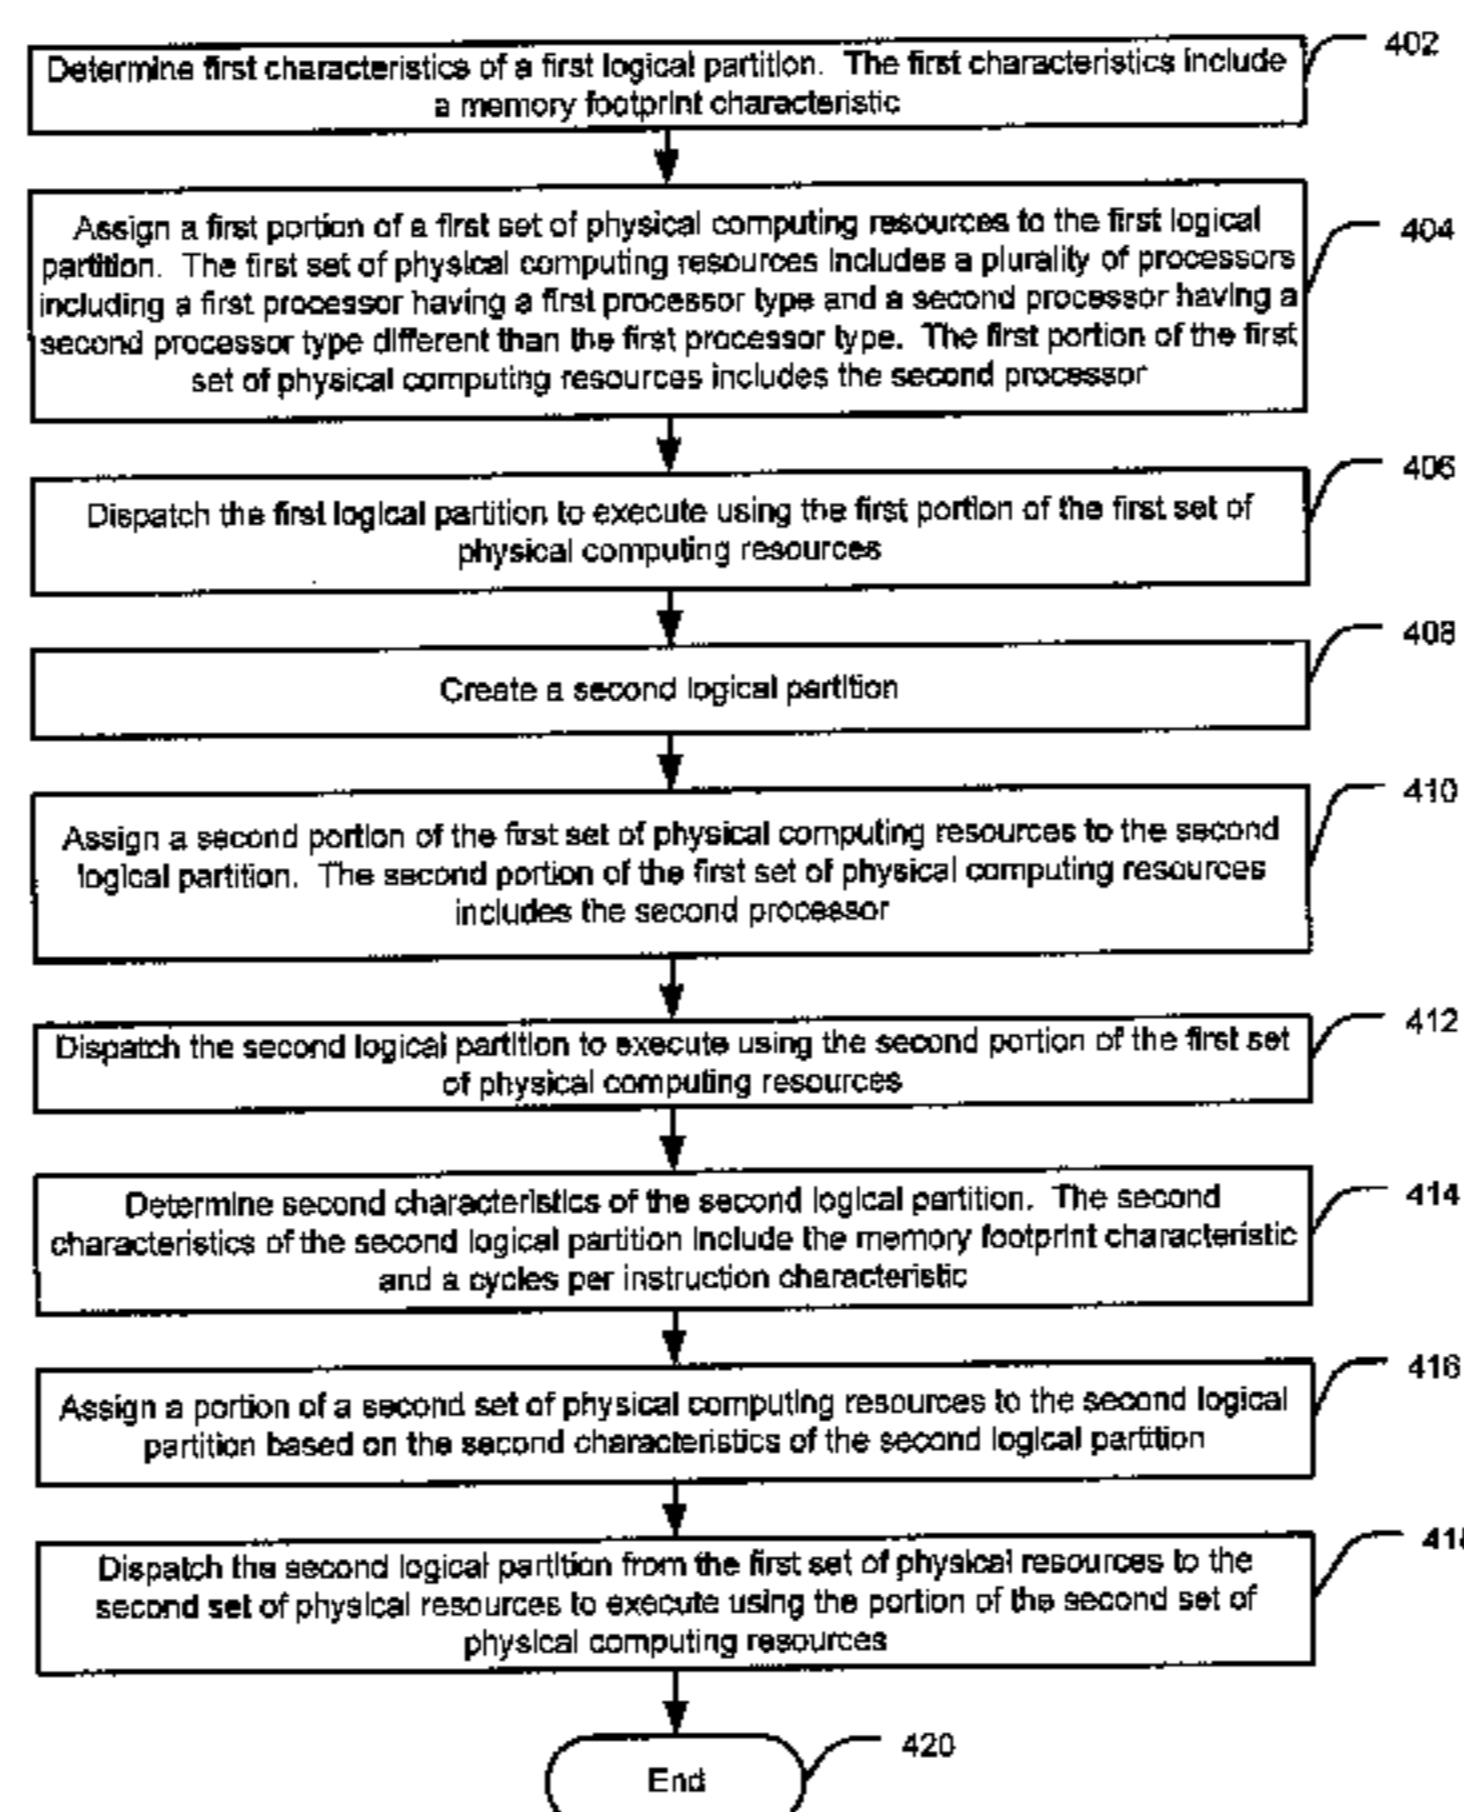 Determine first characteristics of a first logical partition. The first characteristics include
a memory footprint characteristic
402
Assign a first portion of a first set of physical computing resources to the first logical
partition. The first set of physical computing resources includes a plurality of processors
including a first processor having a first processor type and a second processor having a
second processor type different than the first processor type. The first portion of the first
set of physical computing resources includes the second processor
404
Dispatch the first logical partition to execute using the first portion of the first set of
physical computing resources
406
Create a second logical partition
408
Assign a second portion of the first set of physical computing resources to the second
logical partition. The second portion of the first set of physical computing resources
includes the second processor
410
Dispatch the second logical partition to execute using the second portion of the first set
of physical computing resources
412
Determine second characteristics of the second logical partition. The second
characteristics of the second logical partition include the memory footprint characteristic
and a cycles per instruction characteristic
414
Assign a portion of a second set of physical computing resources to the second logical
partition based on the second characteristics of the second logical partition
416
Dispatch the second logical partition from the first set of physical resources to the
second set of physical resources to execute using the portion of the second set of
physical computing resources
418
End
420